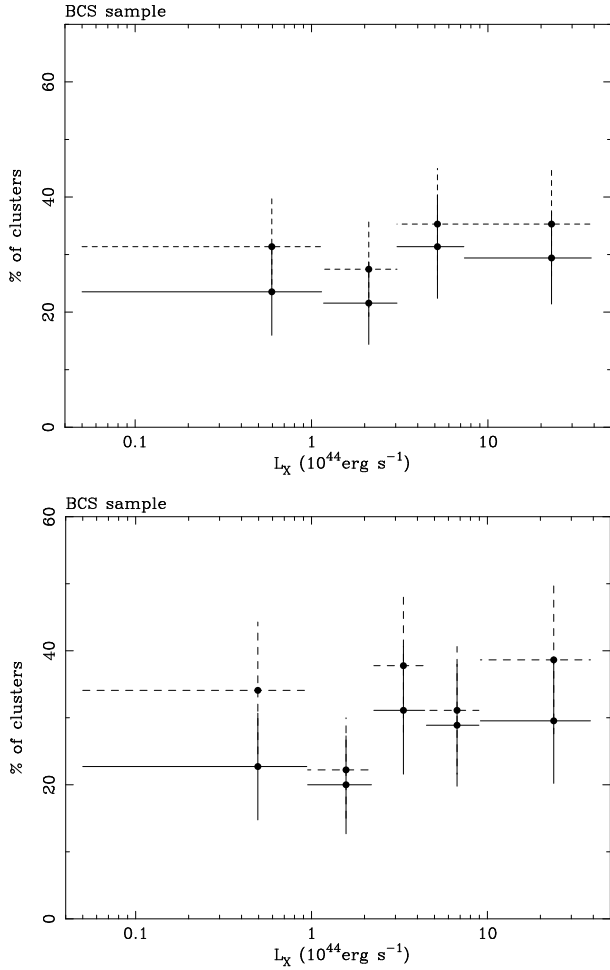 BCS sample
60
40
20
0
% of clusters
0.1 1 10
L_X (10^44 erg s^-1)
BCS sample
60
40
20
0
% of clusters
0.1 1 10
L_X (10^44 erg s^-1)